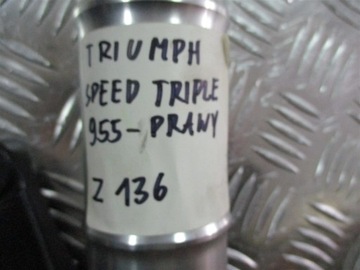 TRIUMPH
SPEED TRIPLE
955- PRAWY
Z 136